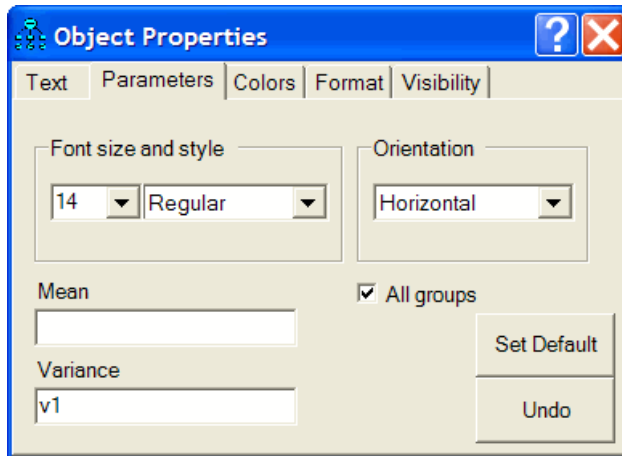 Object Properties
Text Parameters Colors Format Visibility
Font size and style
14 Regular
Orientation
Horizontal
Mean
All groups
Variance
v1
Set Default
Undo